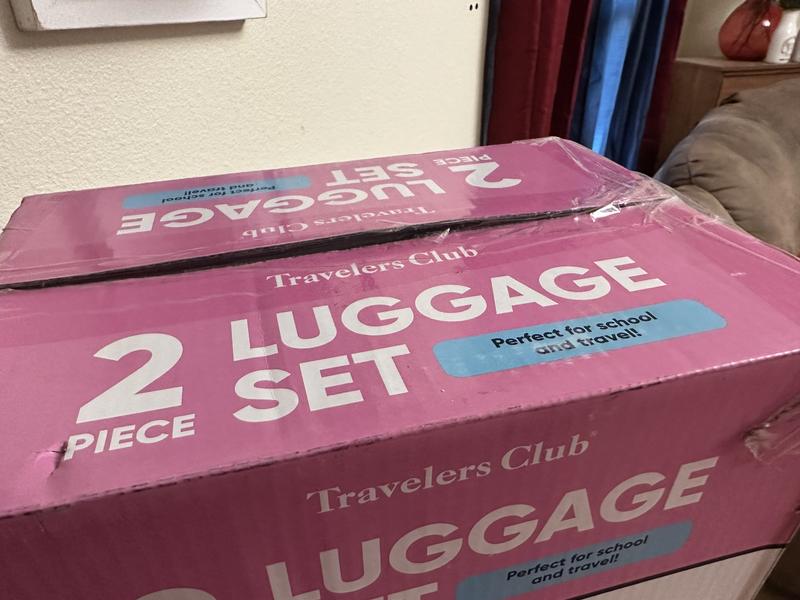 PIECE
2
SET
LUGGAGE
Perfect for school
and travel!
Travelers Club
Travelers Club
2
PIECE
LUGGAGE
SET
Perfect for school
and travel!
Travelers Club
LUGGAGE
SET
Perfect for school
and travel!